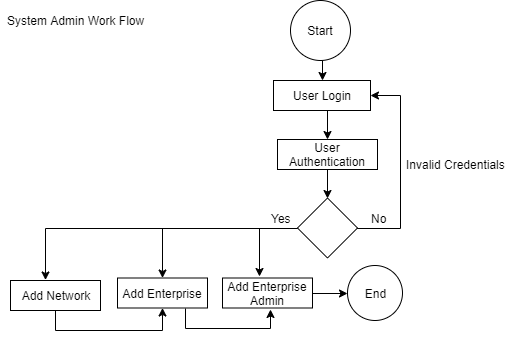 System Admin Work Flow
Start
User Login
User
Authentication
Invalid Credentials
Yes
No
Add Network
Add Enterprise
Add Enterprise
Admin
End